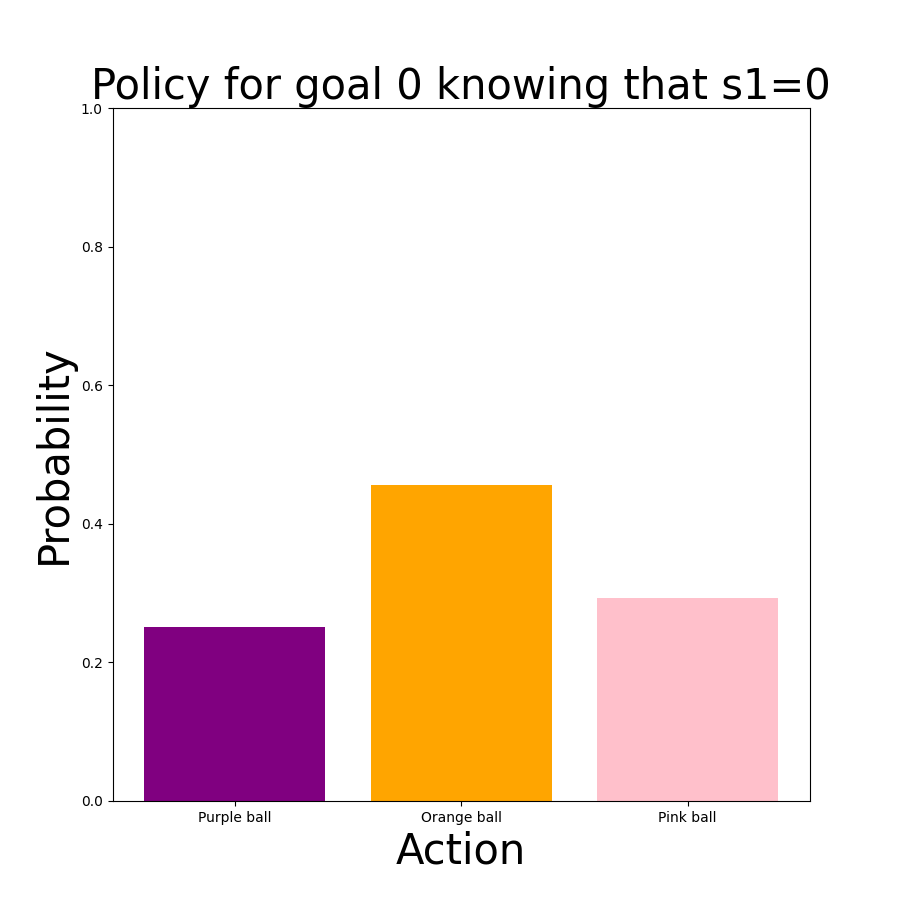 Policy for goal 0 knowing that s1=0
1.0
0.8
0.6
0.4
0.2
0.0
Probability
Purple ball
Orange ball
Pink ball
Action